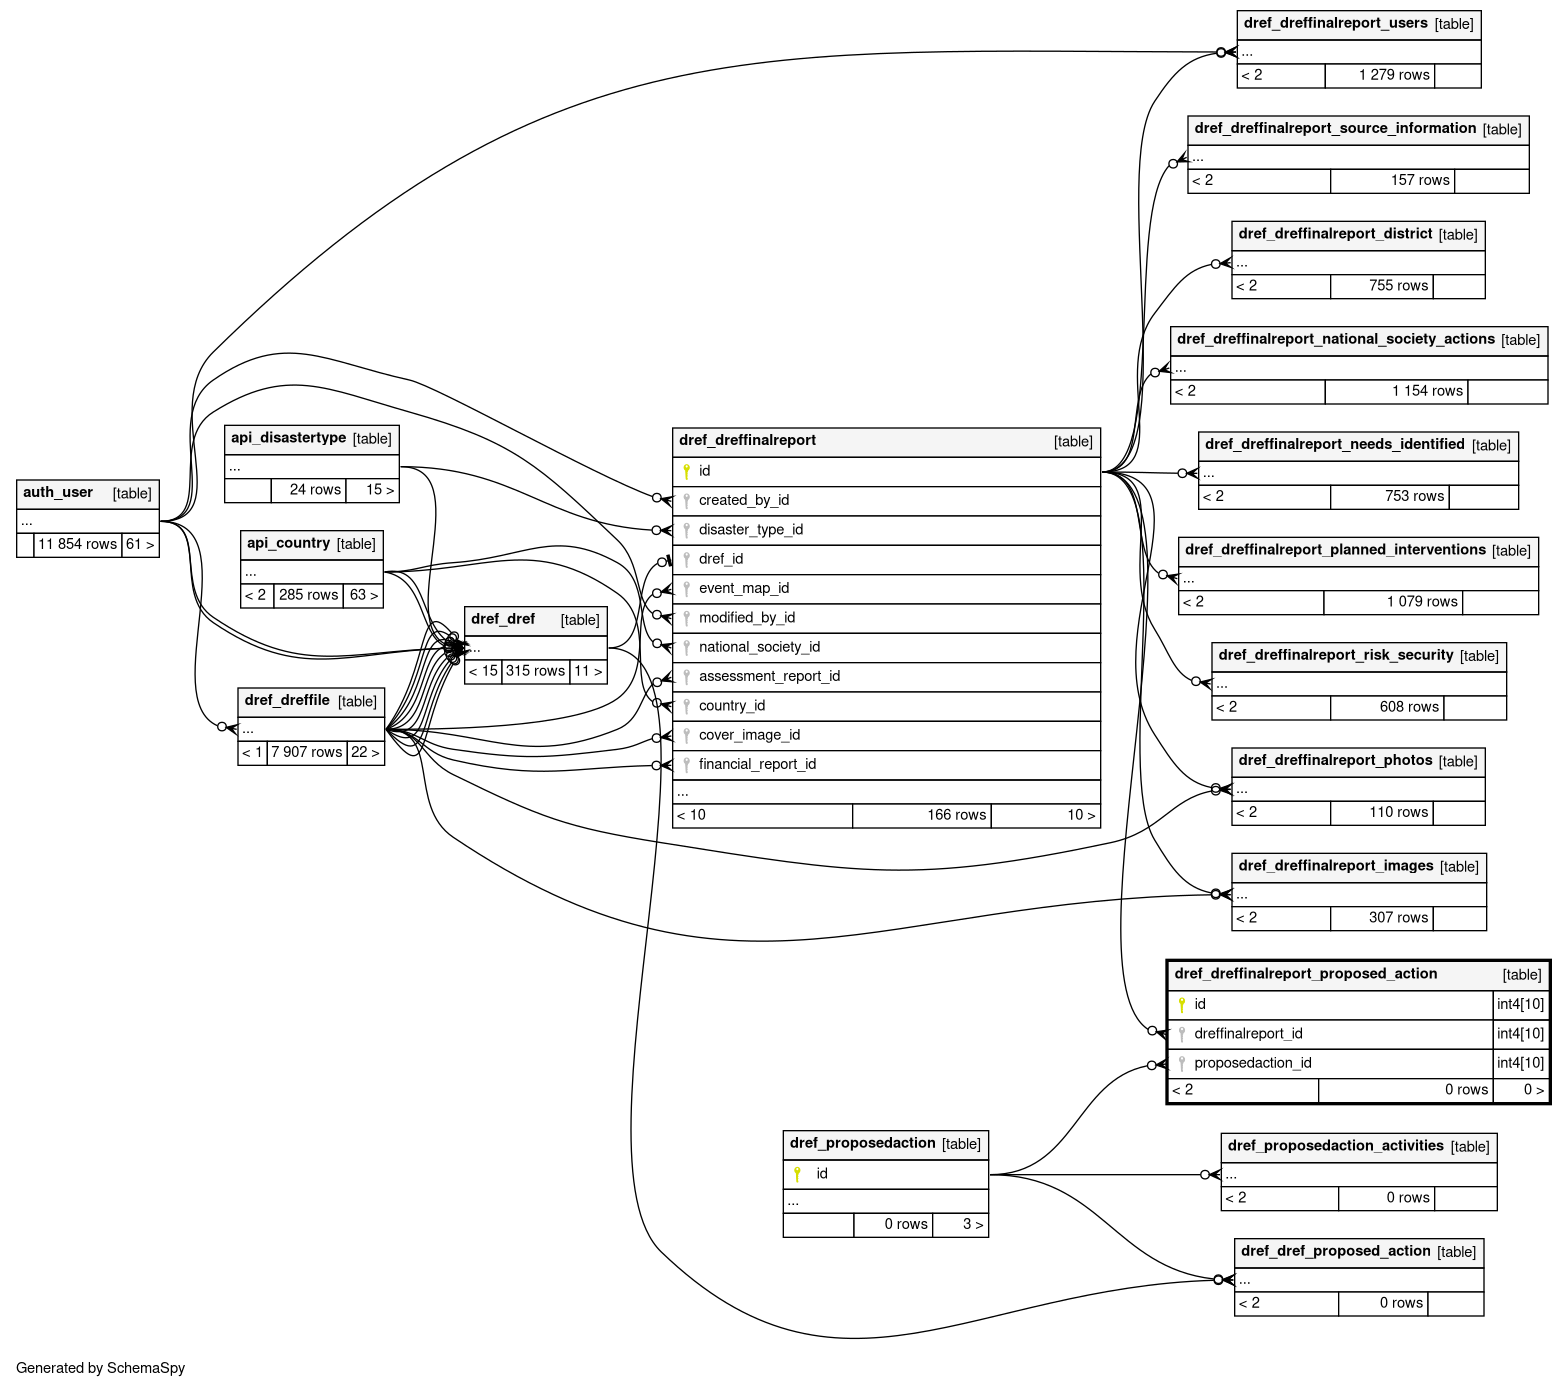 dref_dreffinalreport_users [table]
...
< 2 1 279 rows
dref_dreffinalreport_source_information [table]
...
< 2 157 rows
dref_dreffinalreport_district [table]
...
< 2 755 rows
dref_dreffinalreport_national_society_actions [table]
...
< 2 1 154 rows
dref_dreffinalreport_needs_identified [table]
...
< 2 753 rows
dref_dreffinalreport_planned_interventions [table]
...
< 2 1 079 rows
dref_dreffinalreport_risk_security [table]
...
< 2 608 rows
dref_dreffinalreport_photos [table]
...
< 2 110 rows
dref_dreffinalreport_images [table]
...
< 2 307 rows
auth_user [table]
...
11 854 rows 61 >
api_disastertype [table]
...
24 rows 15 >
api_country [table]
...
< 2 285 rows 63 >
dref_dref [table]
...
< 15 315 rows 11 >
dref_dreffile [table]
...
< 1 7 907 rows 22 >
dref_dreffinalreport [table]
id
created_by_id
disaster_type_id
dref_id
event_map_id
modified_by_id
national_society_id
assessment_report_id
country_id
cover_image_id
financial_report_id
...
< 10 166 rows 10 >
dref_dreffinalreport_proposed_action [table]
id int4[10]
dreffinalreport_id int4[10]
proposedaction_id int4[10]
< 2 0 rows 0 >
dref_proposedaction [table]
id
...
0 rows 3 >
dref_proposedaction_activities [table]
...
< 2 0 rows
dref_dref_proposed_action [table]
...
< 2 0 rows
Generated by SchemaSpy